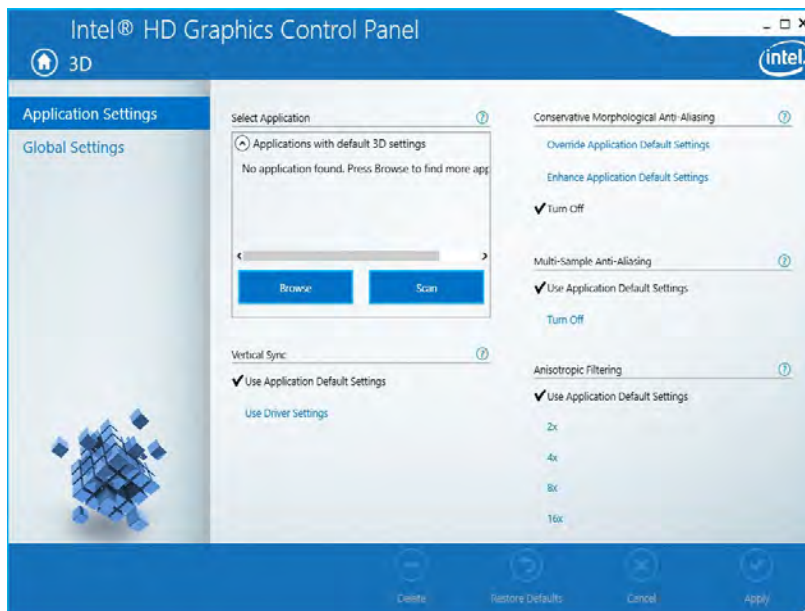 Intel® HD Graphics Control Panel
3D
intel
Application Settings
Global Settings
Select Application
Applications with default 3D settings
No application found. Press Browse to find more app
Browse
Scan
Vertical Sync
Use Application Default Settings
Use Driver Settings
Conservative Morphological Anti-Aliasing
Override Application Default Settings
Enhance Application Default Settings
Turn Off
Multi-Sample Anti-Aliasing
Use Application Default Settings
Turn Off
Anisotropic Filtering
Use Application Default Settings
2x
4x
8x
16x
Delete
Restore Defaults
Cancel
Apply